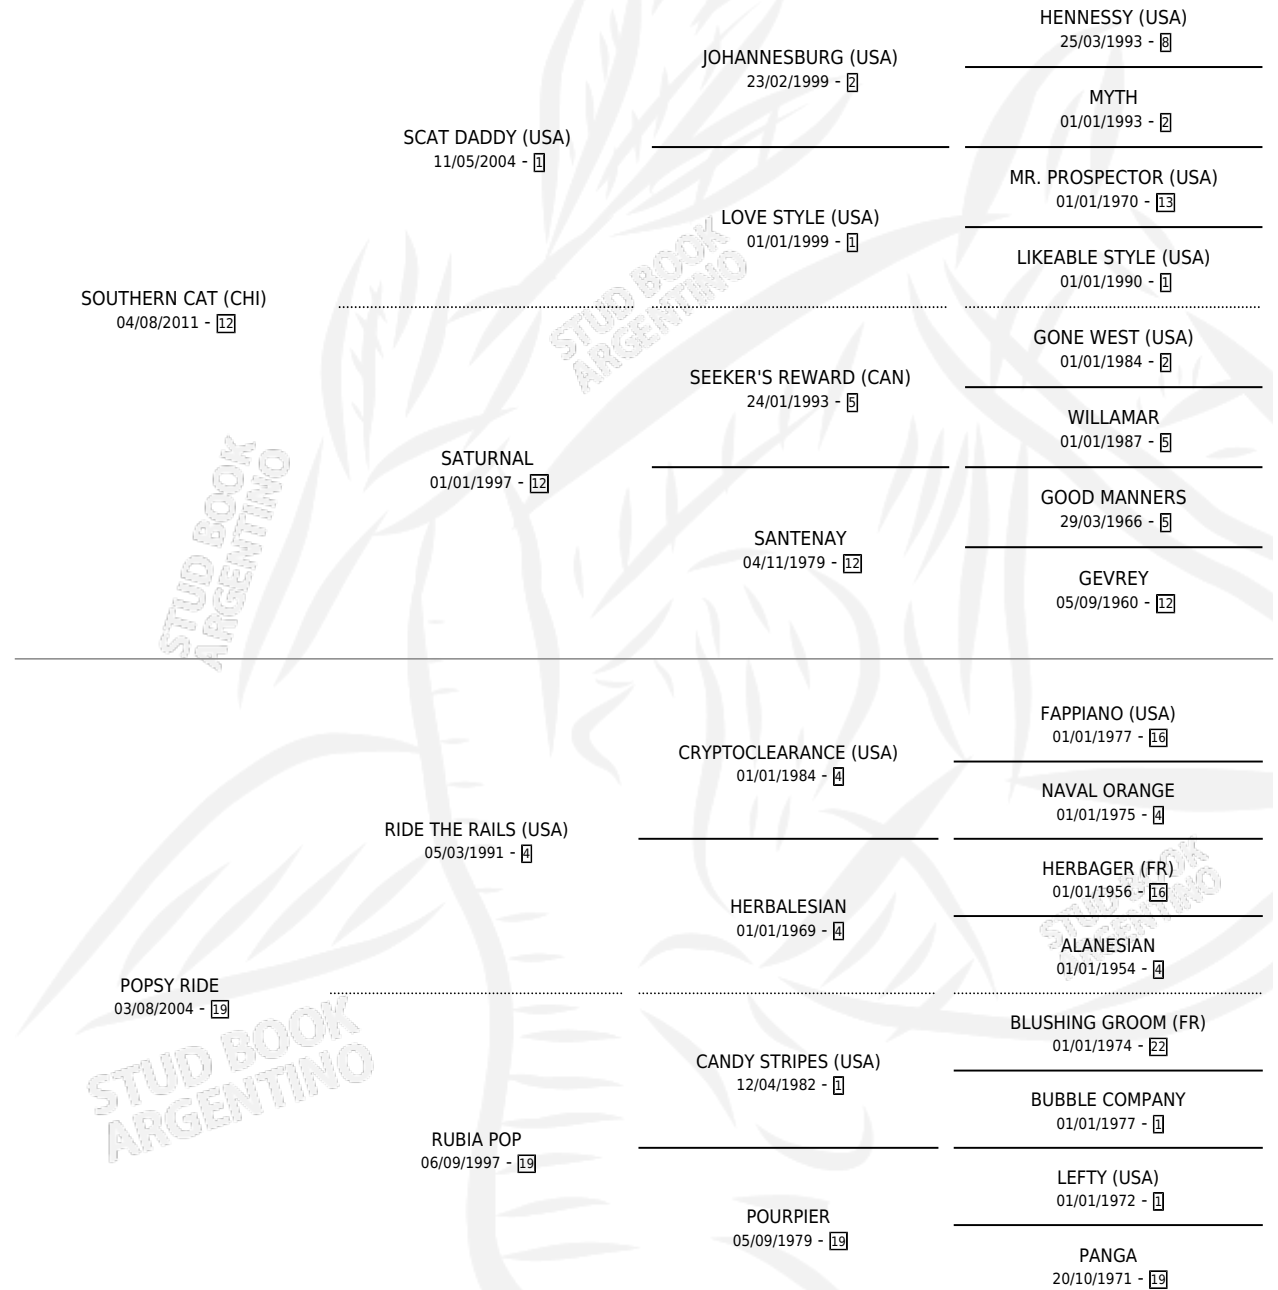 HENNESSY (USA)
25/03/1993 - 8
JOHANNESBURG (USA)
23/02/1999 - 2
MYTH
01/01/1993 - 2
SCAT DADDY (USA)
11/05/2004 - 1
MR. PROSPECTOR (USA)
01/01/1970 - 13
LOVE STYLE (USA)
01/01/1999 - 1
LIKEABLE STYLE (USA)
01/01/1990 - 1
SOUTHERN CAT (CHI)
04/08/2011 - 12
GONE WEST (USA)
01/01/1984 - 2
SEEKER'S REWARD (CAN)
24/01/1993 - 5
WILLAMAR
01/01/1987 - 5
SATURNAL
01/01/1997 - 12
GOOD MANNERS
29/03/1966 - 5
SANTENAY
04/11/1979 - 12
GEVREY
05/09/1960 - 12
FAPPIANO (USA)
01/01/1977 - 16
CRYPTOCLEARANCE (USA)
01/01/1984 - 4
NAVAL ORANGE
01/01/1975 - 4
RIDE THE RAILS (USA)
05/03/1991 - 4
HERBAGER (FR)
01/01/1956 - 16
HERBALESIAN
01/01/1969 - 4
ALANESIAN
01/01/1954 - 4
POPSY RIDE
03/08/2004 - 19
BLUSHING GROOM (FR)
01/01/1974 - 22
CANDY STRIPES (USA)
12/04/1982 - 1
BUBBLE COMPANY
01/01/1977 - 1
RUBIA POP
06/09/1997 - 19
LEFTY (USA)
01/01/1972 - 1
POURPIER
05/09/1979 - 19
PANGA
20/10/1971 - 19
STUD BOOK
ARGENTINO
STUD BOOK
ARGENTINO
STUD BOOK
ARGENTINO
STUD BOOK
ARGENTINO